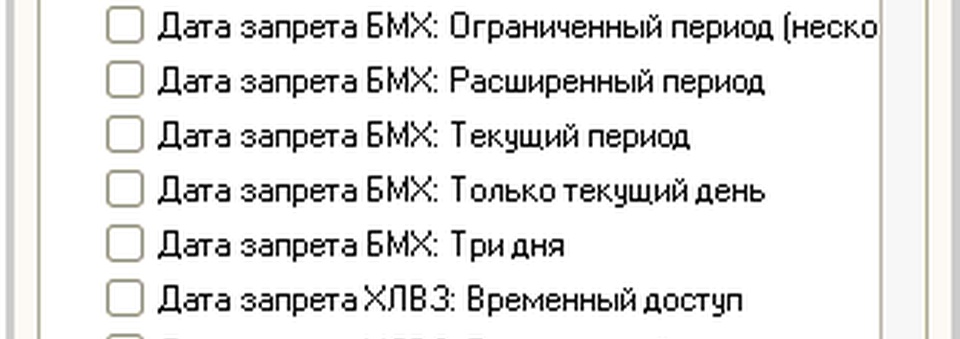 Дата запрета БМХ: Ограниченный период (неско
Дата запрета БМХ: Расширенный период
Дата запрета БМХ: Текущий период
Дата запрета БМХ: Только текущий день
Дата запрета БМХ: Три дня
Дата запрета ХЛВЗ: Временный доступ